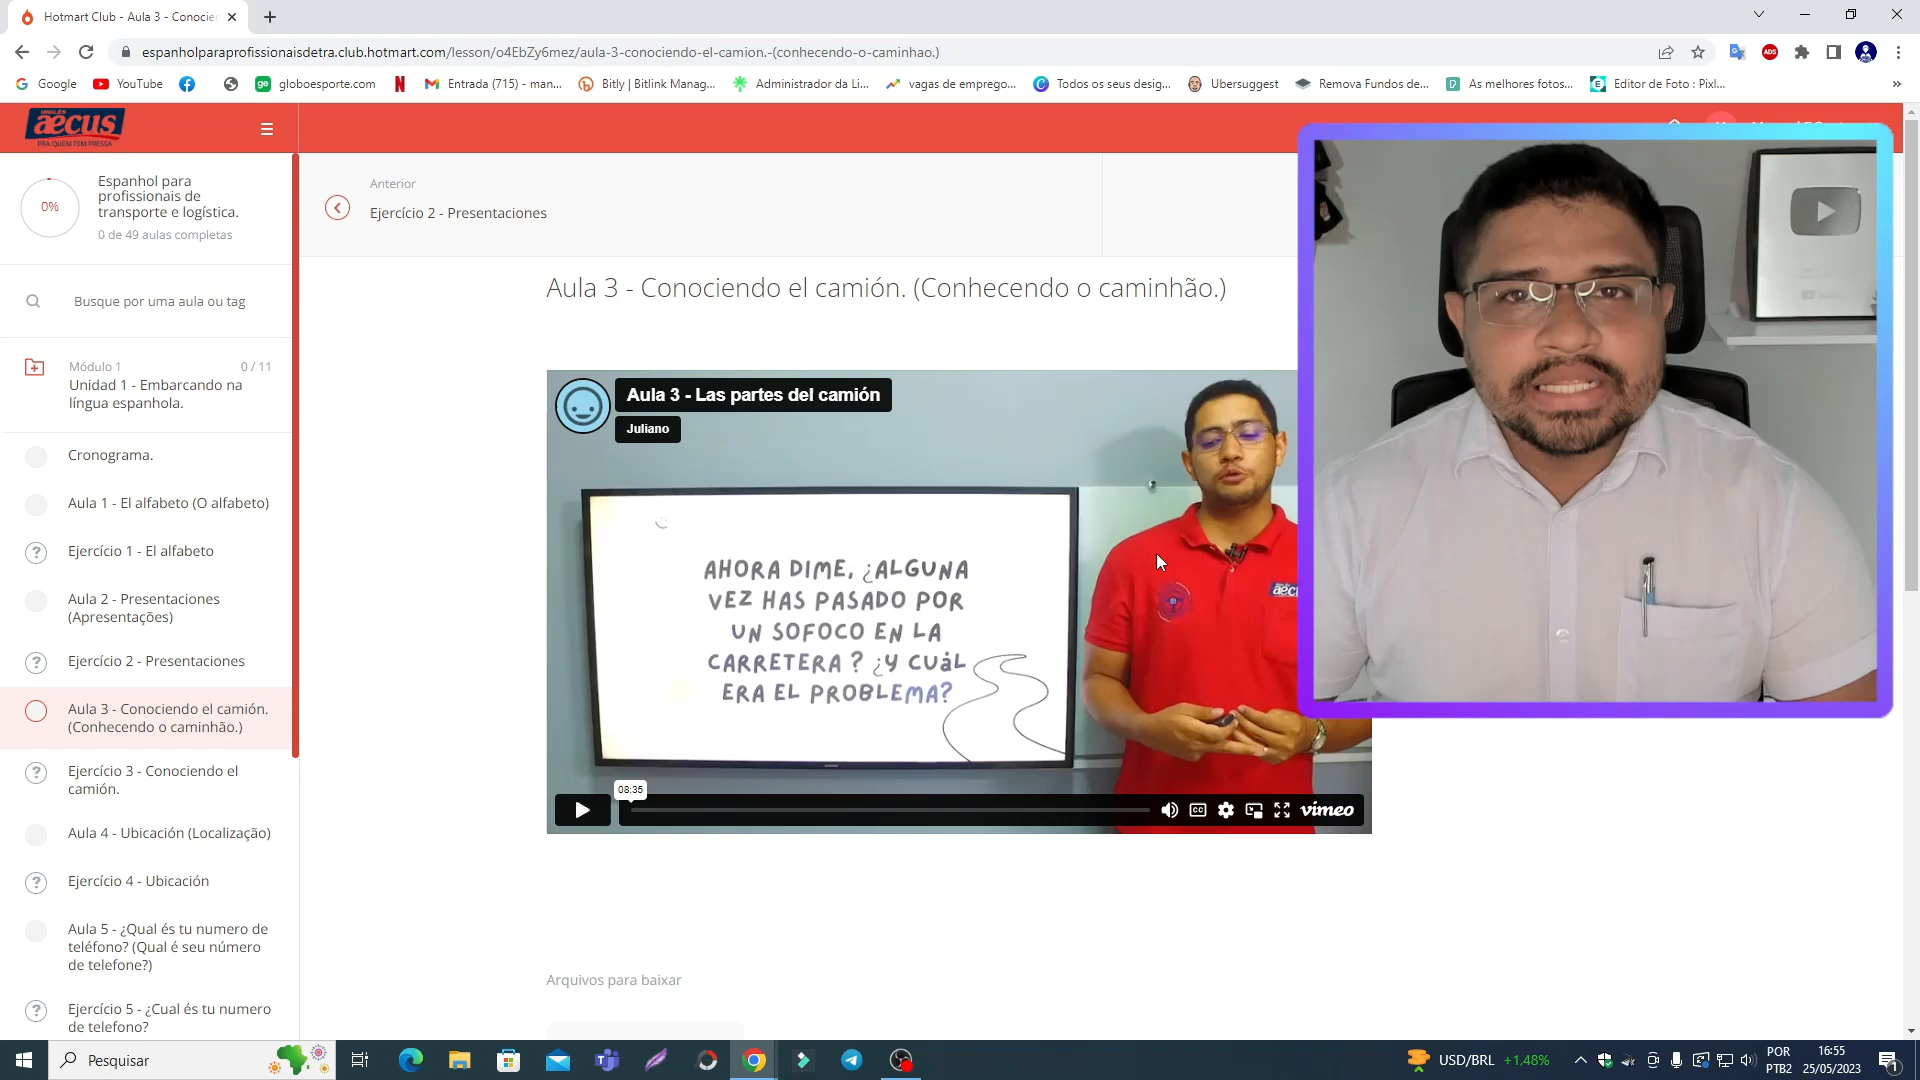 Hotmart Club - Aula 3 - Conocie
espanholparaprofissionaisdetra.club.hotmart.com/lesson/o4EbZy6mez/aula-3-conociendo-el-camion.-(conhecendo-o-caminhao.)
Google
YouTube
globoesporte.com
Entrada (715) - man...
Bitly | Bitlink Manag...
Administrador da Li...
vagas de emprego...
Todos os seus desig...
Ubersuggest
Remova Fundos de...
As melhores fotos...
Editor de Foto : Pixl...
INGLÊS
aecus
PRA QUEM TEM PRESSA
0%
Espanhol para
profissionais de
transporte e logística.
0 de 49 aulas completas
Busque por uma aula ou tag
Módulo 1
0 / 11
Unidad 1 - Embarcando na
língua espanhola.
Cronograma.
Aula 1 - El alfabeto (O alfabeto)
Ejercício 1 - El alfabeto
Aula 2 - Presentaciones
(Apresentações)
Ejercício 2 - Presentaciones
Aula 3 - Conociendo el camión.
(Conhecendo o caminhão.)
Ejercício 3 - Conociendo el
camión.
Aula 4 - Ubicación (Localização)
Ejercício 4 - Ubicación
Aula 5 - ¿Qual és tu numero de
teléfono? (Qual é seu número
de telefone?)
Ejercício 5 - ¿Cual és tu numero
de telefono?
Anterior
Ejercício 2 - Presentaciones
Aula 3 - Conociendo el camión. (Conhecendo o caminhão.)
Aula 3 - Las partes del camión
Juliano
AHORA DIME, ¿ALGUNA
VEZ HAS PASADO POR
UN SOFOCO EN LA
CARRETERA ? ¿Y CUÁL
ERA EL PROBLEMA?
aec
08:35
CC
vimeo
Arquivos para baixar
Pesquisar
USD/BRL +1,48%
POR
PTB2
16:55
25/05/2023
1